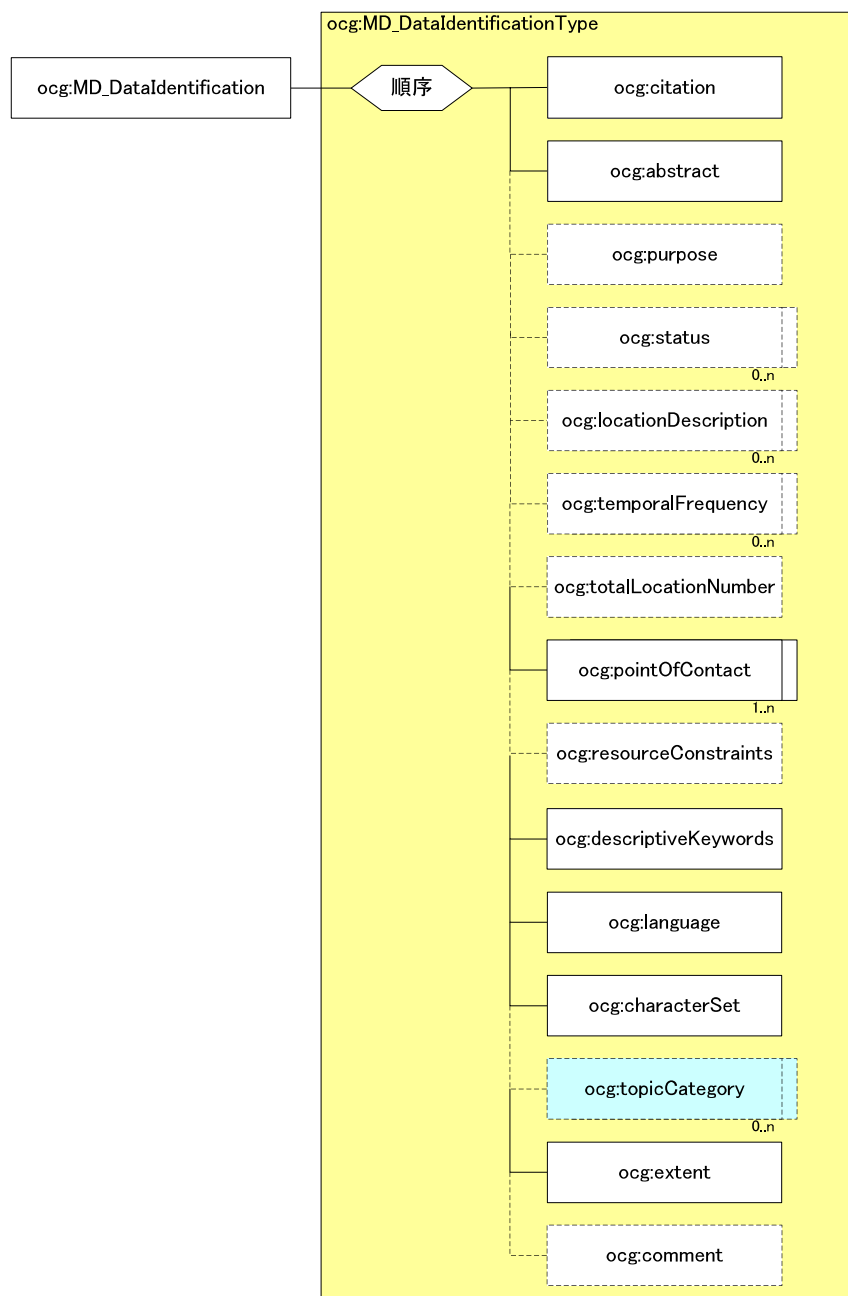 ocg:MD_DataIdentificationType
ocg:MD_DataIdentification
順序
ocg:citation
ocg:abstract
ocg:purpose
ocg:status
0..n
ocg:locationDescription
0..n
ocg:temporalFrequency
0..n
ocg:totalLocationNumber
ocg:pointOfContact
1..n
ocg:resourceConstraints
ocg:descriptiveKeywords
ocg:language
ocg:characterSet
ocg:topicCategory
0..n
ocg:extent
ocg:comment